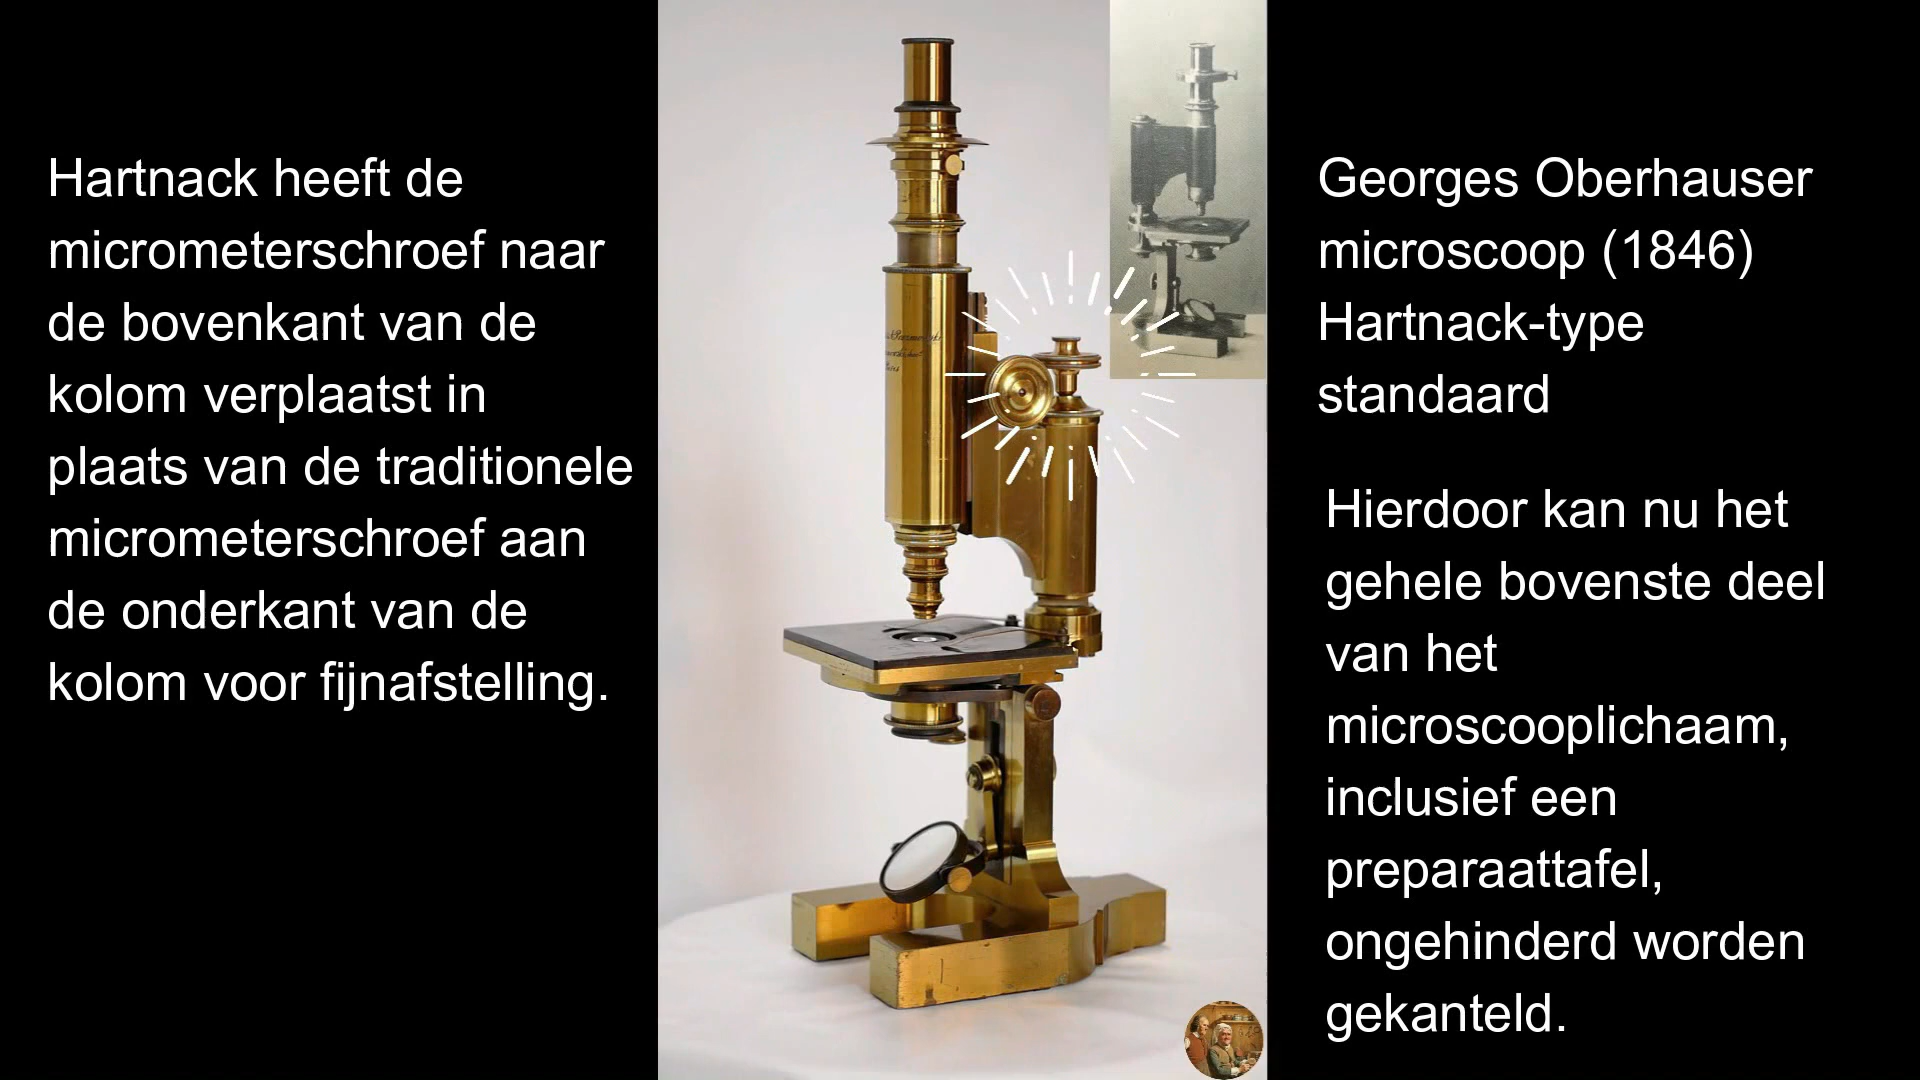 Hartnack heeft de
micrometerschroef naar
de bovenkant van de
kolom verplaatst in
plaats van de traditionele
micrometerschroef aan
de onderkant van de
kolom voor fijnafstelling.
Georges Oberhauser
microscoop (1846)
Hartnack-type
standaard
Hierdoor kan nu het
gehele bovenste deel
van het
microscooplichaam,
inclusief een
preparaattafel,
ongehinderd worden
gekanteld.